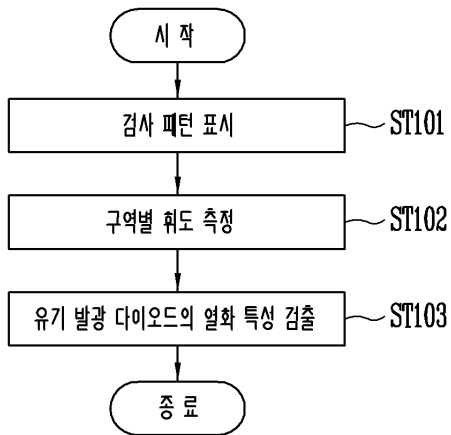 시 작
검사 패턴 표시
ST101
구역별 휘도 측정
ST102
유기 발광 다이오드의 열화 특성 검출
ST103
종 료